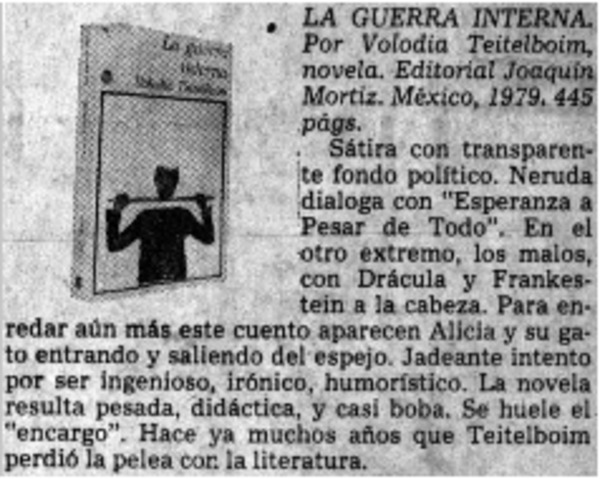 La guerra
interna
Volodia Teitelboim
• LA GUERRA INTERNA.
Por Volodia Teitelboim,
novela. Editorial Joaquín
Mortiz. México, 1979. 445
págs.
Sátira con transparen-
te fondo político. Neruda
dialoga con "Esperanza a
Pesar de Todo". En el
otro extremo, los malos,
con Drácula y Frankes-
tein a la cabeza. Para en-
redar aún más este cuento aparecen Alicia y su ga-
to entrando y saliendo del espejo. Jadeante intento
por ser ingenioso, irónico, humorístico. La novela
resulta pesada, didáctica, y casi boba. Se huele el
"encargo". Hace ya muchos años que Teitelboim
perdió la pelea con la literatura.